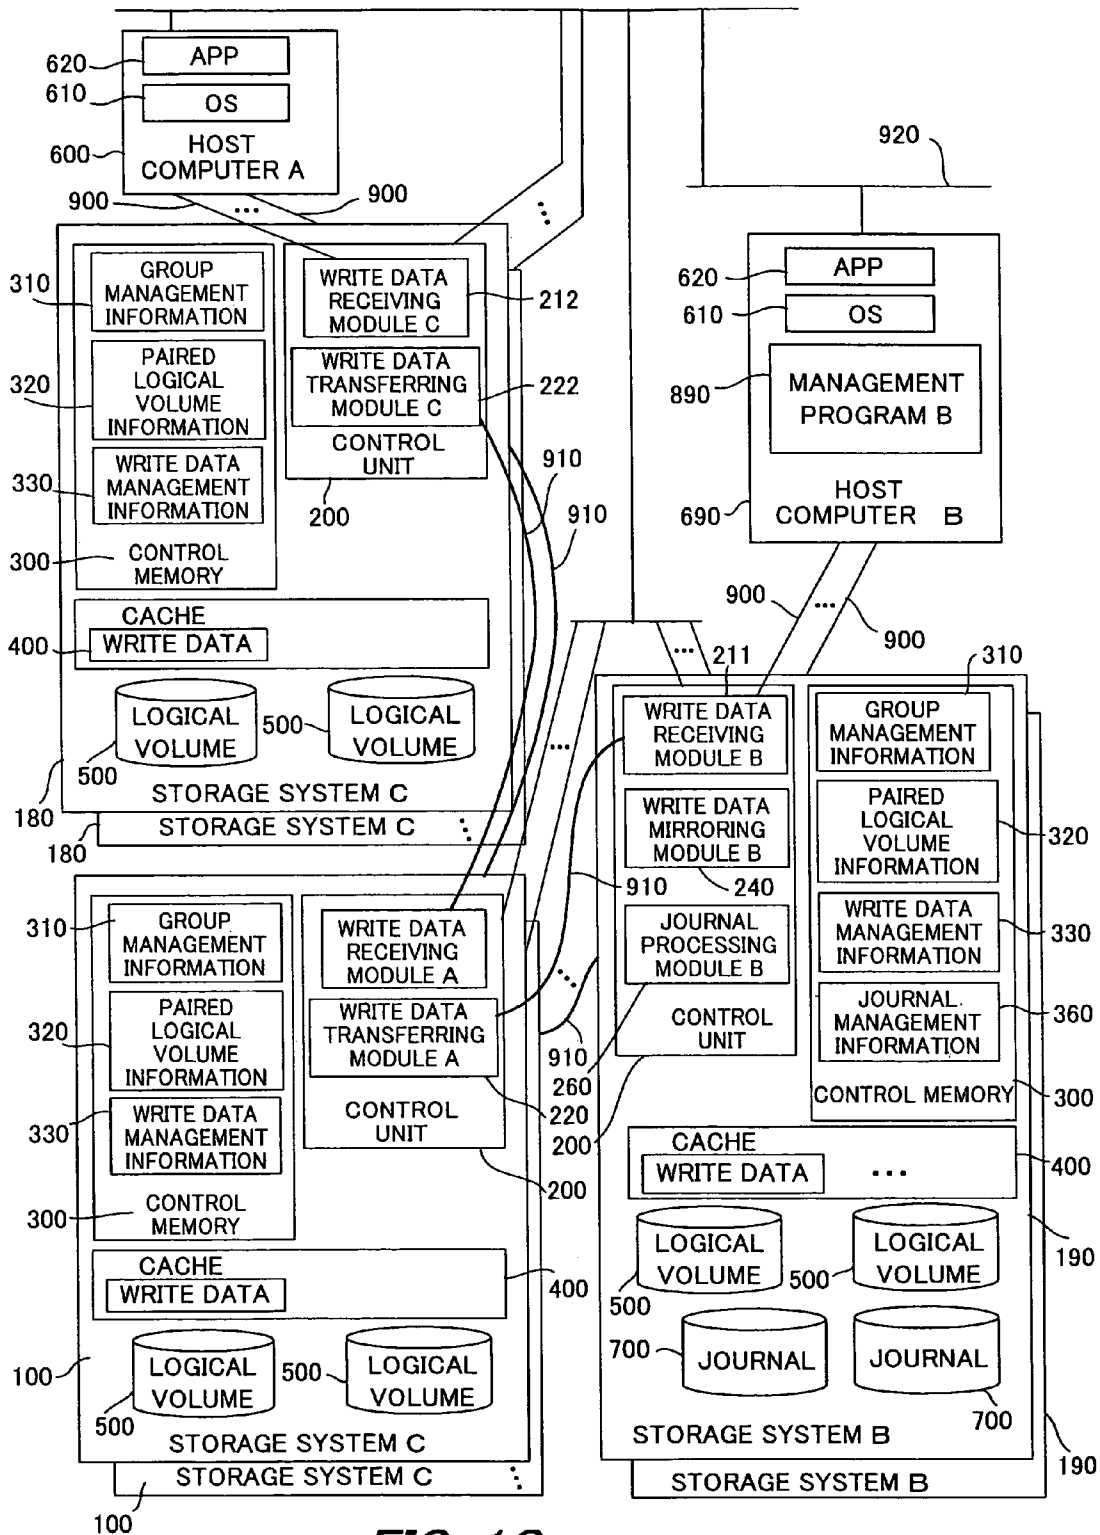 620
APP
610
OS
600
HOST
COMPUTER A
900
...
900
920
620
APP
610
OS
890
MANAGEMENT
PROGRAM B
690
HOST
COMPUTER B
900
...
900
310
GROUP
MANAGEMENT
INFORMATION
320
PAIRED
LOGICAL
VOLUME
INFORMATION
330
WRITE DATA
MANAGEMENT
INFORMATION
300
CONTROL
MEMORY
WRITE DATA
RECEIVING
MODULE C
212
WRITE DATA
TRANSFERRING
MODULE C
222
CONTROL
UNIT
200
910
910
CACHE
400
WRITE DATA
LOGICAL
VOLUME
500
LOGICAL
VOLUME
500
STORAGE SYSTEM C
180
STORAGE SYSTEM C
180
310
GROUP
MANAGEMENT
INFORMATION
320
PAIRED
LOGICAL
VOLUME
INFORMATION
330
WRITE DATA
MANAGEMENT
INFORMATION
300
CONTROL
MEMORY
WRITE DATA
RECEIVING
MODULE A
WRITE DATA
TRANSFERRING
MODULE A
220
CONTROL
UNIT
200
CACHE
WRITE DATA
400
LOGICAL
VOLUME
500
LOGICAL
VOLUME
500
100
STORAGE SYSTEM C
STORAGE SYSTEM C
100
...
...
211
WRITE DATA
RECEIVING
MODULE B
WRITE DATA
MIRRORING
MODULE B
240
910
JOURNAL
PROCESSING
MODULE B
910
260
CONTROL
UNIT
200
310
GROUP
MANAGEMENT
INFORMATION
PAIRED
LOGICAL
VOLUME
INFORMATION
320
WRITE DATA
MANAGEMENT
INFORMATION
330
JOURNAL
MANAGEMENT
INFORMATION
360
CONTROL MEMORY
300
CACHE
WRITE DATA
...
400
190
LOGICAL
VOLUME
500
LOGICAL
VOLUME
500
700
JOURNAL
JOURNAL
700
STORAGE SYSTEM B
STORAGE SYSTEM B
190